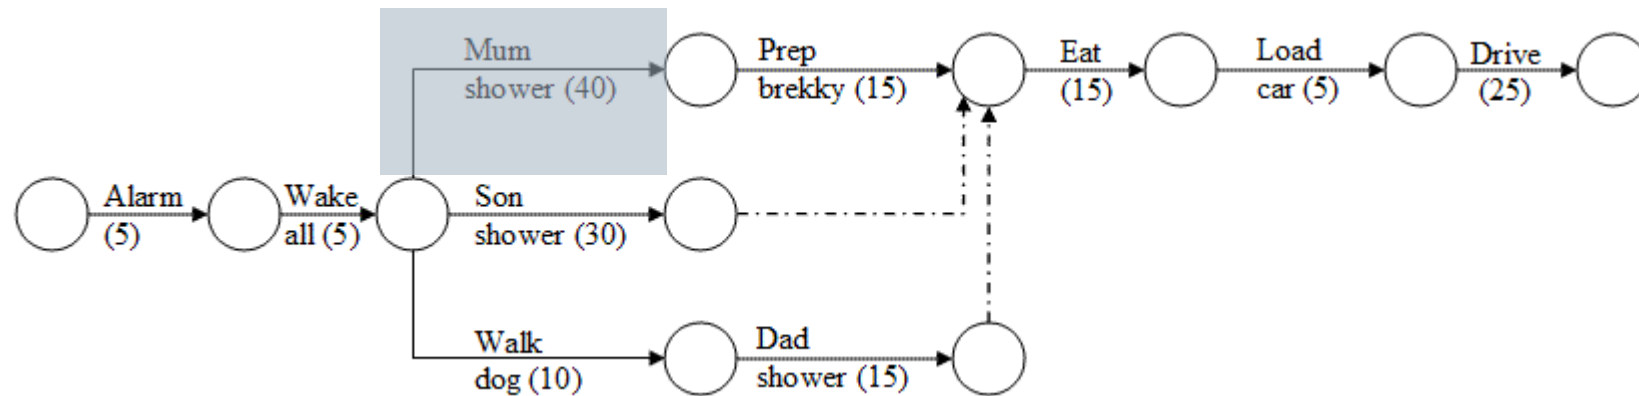 Mum
shower (40)
Prep
brekky (15)
Eat
(15)
Load
car (5)
Drive
(25)
Alarm
(5)
Wake
all (5)
Son
shower (30)
Walk
dog (10)
Dad
shower (15)